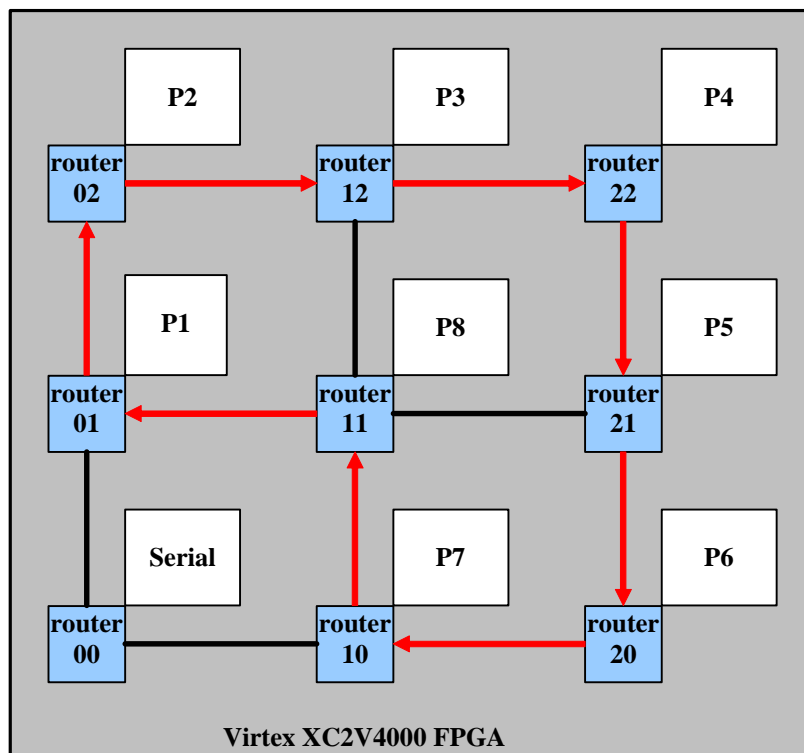 P2
P3
P4
router
02
router
12
router
22
P1
P8
P5
router
01
router
11
router
21
Serial
P7
P6
router
00
router
10
router
20
Virtex XC2V4000 FPGA